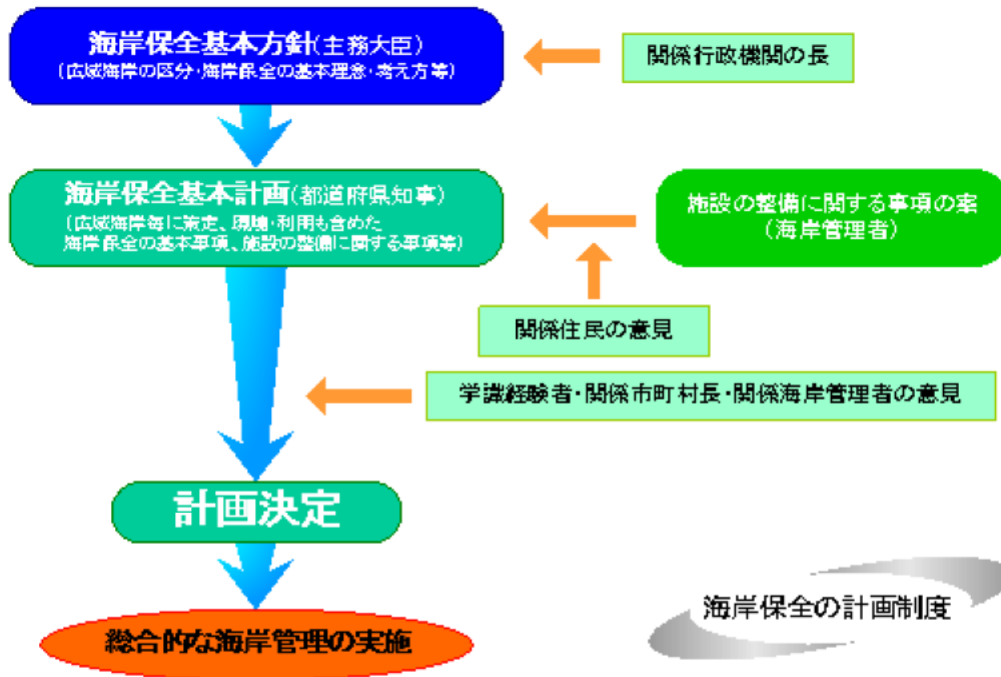 海岸保全基本方針(主務大臣)
(広域海岸の区分・海岸保全の基本理念・考え方等)
関係行政機関の長
海岸保全基本計画(都道府県知事)
(広域海岸毎に策定、環境・利用も含めた
海岸保全の基本事項、施設の整備に関する事項等)
施設の整備に関する事項の案
(海岸管理者)
関係住民の意見
学識経験者・関係市町村長・関係海岸管理者の意見
計画決定
総合的な海岸管理の実施
海岸保全の計画制度